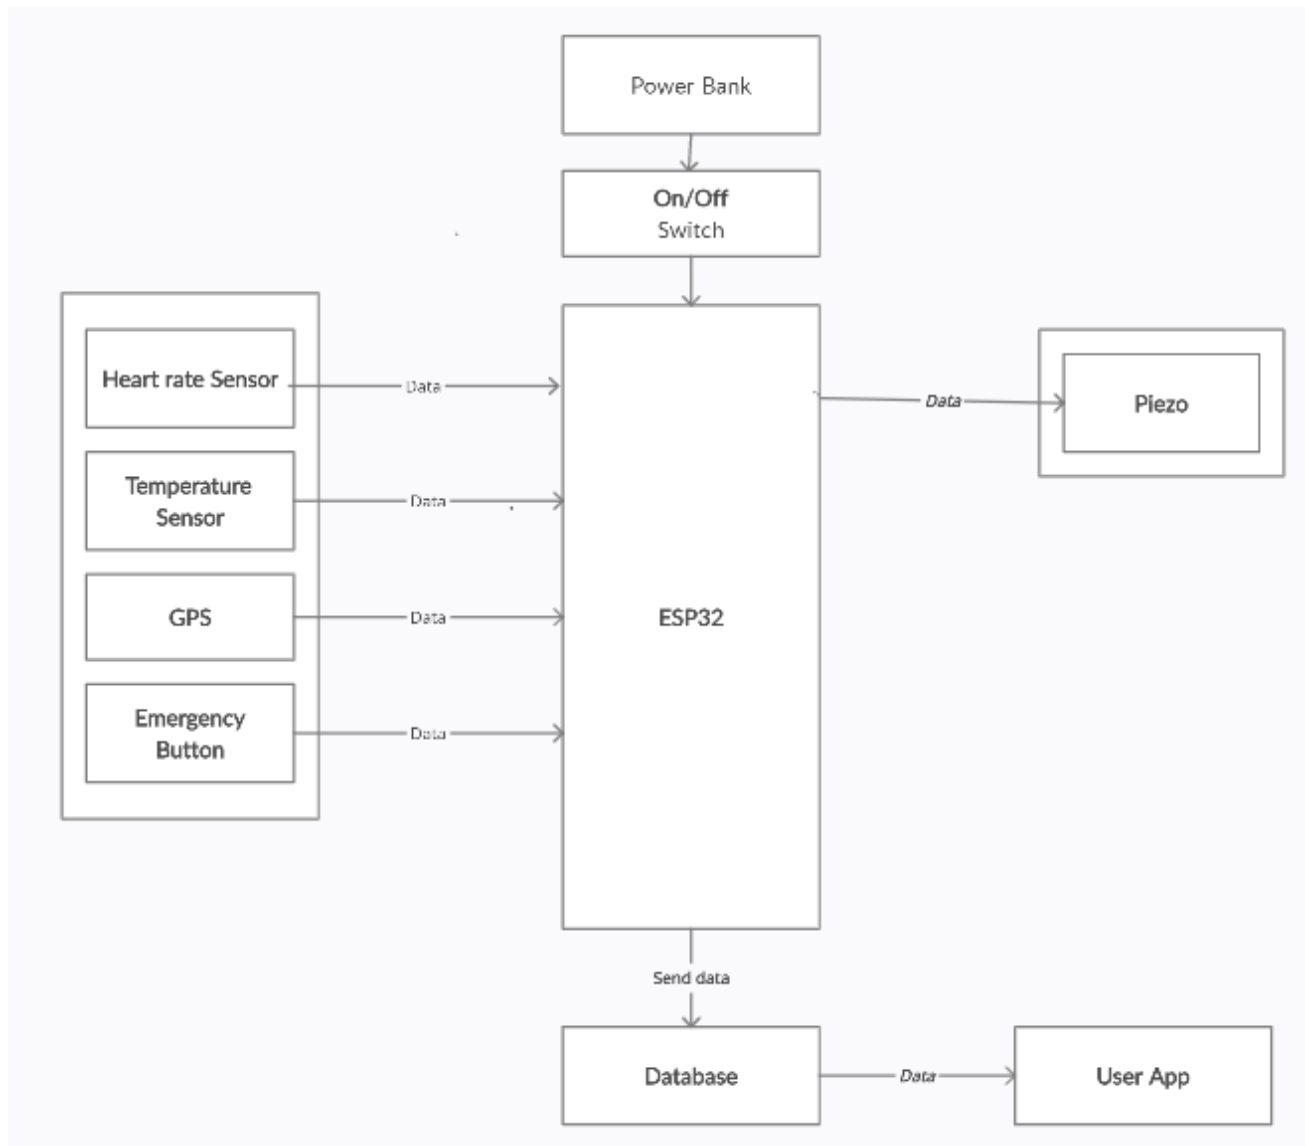 Power Bank
On/Off
Switch
Heart rate Sensor
Data
Data
Piezo
Temperature
Sensor
Data
GPS
Data
ESP32
Emergency
Button
Data
Send data
Database
Data
User App